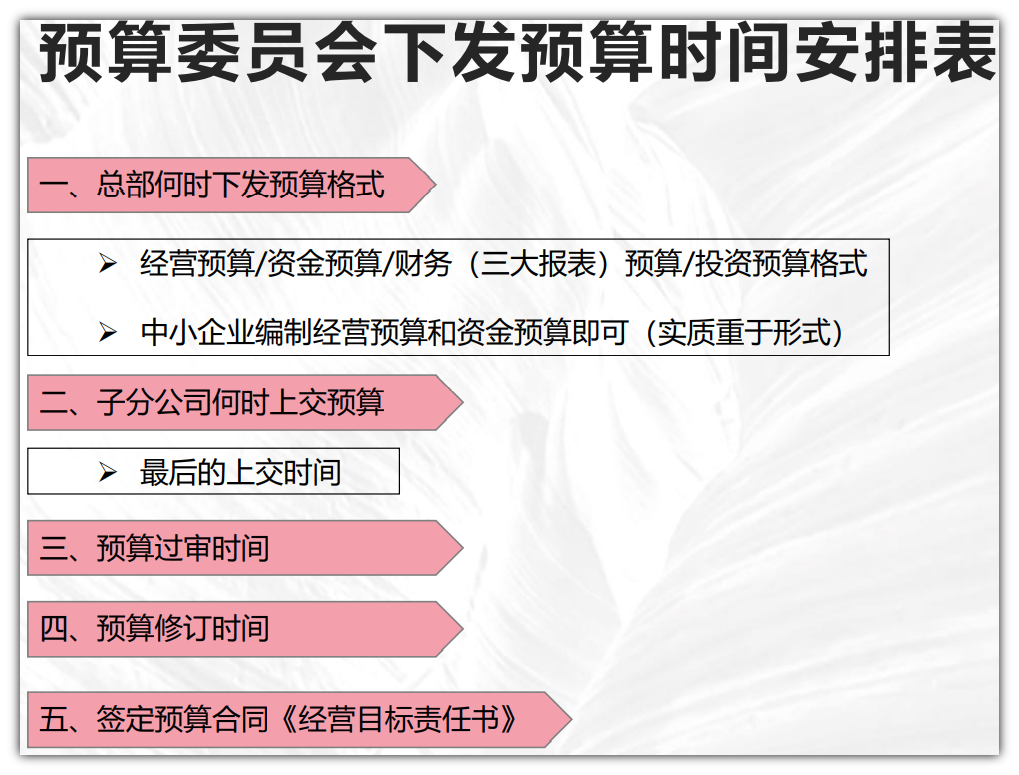 预算委员会下发预算时间安排表
一、总部何时下发预算格式
➢ 经营预算/资金预算/财务（三大报表）预算/投资预算格式
➢ 中小企业编制经营预算和资金预算即可（实质重于形式）
二、子分公司何时上交预算
➢ 最后的上交时间
三、预算过审时间
四、预算修订时间
五、签定预算合同《经营目标责任书》